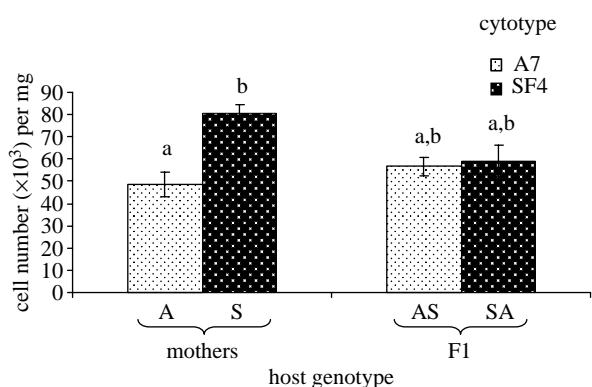 cytotype
A7
SF4
cell number (×10³) per mg
90
80
70
60
50
40
30
20
10
0
a
b
a,b
a,b
A
S
AS
SA
mothers
F1
host genotype